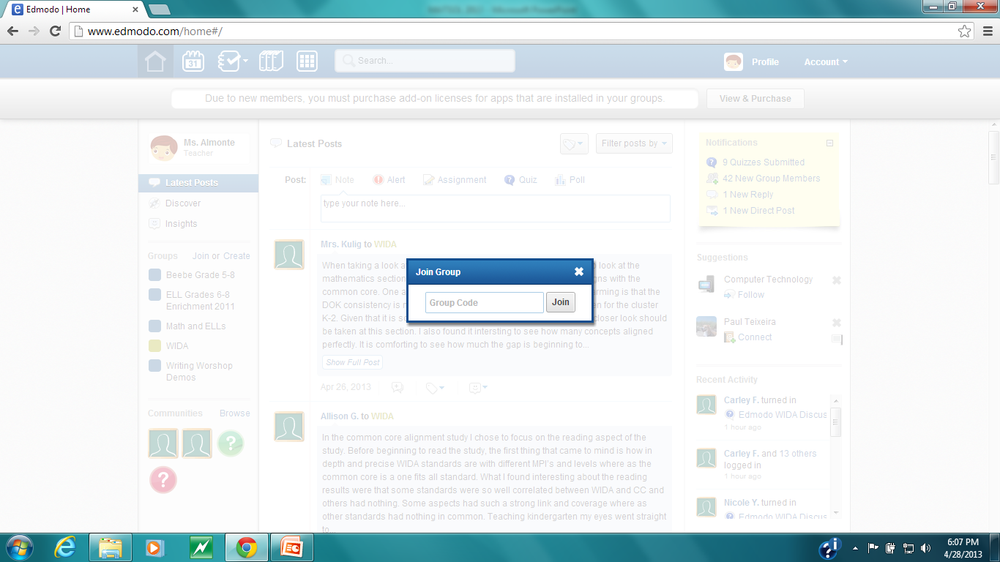 Edmodo | Home
www.edmodo.com/home#/
31
Search...
Profile
Account
Due to new members, you must purchase add-on licenses for apps that are installed in your groups.
View & Purchase
Ms. Almonte
Teacher
Latest Posts
Discover
Insights
Groups
Join or Create
Beebe Grade 5-8
ELL Grades 6-8
Enrichment 2011
Math and ELLs
WIDA
Writing Worshop
Demos
Communities
Browse
Latest Posts
Filter posts by
Post:
Note
Alert
Assignment
Quiz
Poll
type your note here...
Mrs. Kulig to WIDA
When taking a look a
d look at the
mathematics section
gns with the
common core. One a
rming is that the
DOK consistency is n
en for the cluster
K-2. Given that it is so
closer look should
be taken at this section. I also found it intersting to see how many concepts aligned
perfectly. It is comforting to see how much the gap is beginning to...
Show Full Post
Apr 26, 2013
Join Group
Group Code
Join
Allison G. to WIDA
In the common core alignment study I chose to focus on the reading aspect of the
study. Before beginning to read the study, the first thing that came to mind is how in
depth and precise WIDA standards are with different MPI's and levels where as the
common core is a one fits all standard. What I found interesting about the reading
results were that some standards were so well correlated between WIDA and CC and
others had nothing. Some aspects had such a strong link and coverage where as
other standards had nothing in common. Teaching kindergarten my eyes went straight
to...
Notifications
9 Quizzes Submitted
42 New Group Members
1 New Reply
1 New Direct Post
Suggestions
Computer Technology
Follow
Paul Teixeira
Connect
Recent Activity
Carley F. turned in
Edmodo WIDA Discus
1 hour ago
Carley F. and 13 others
logged in
1 hour ago
Nicole Y. turned in
Edmodo WIDA Discus
6:07 PM
4/28/2013